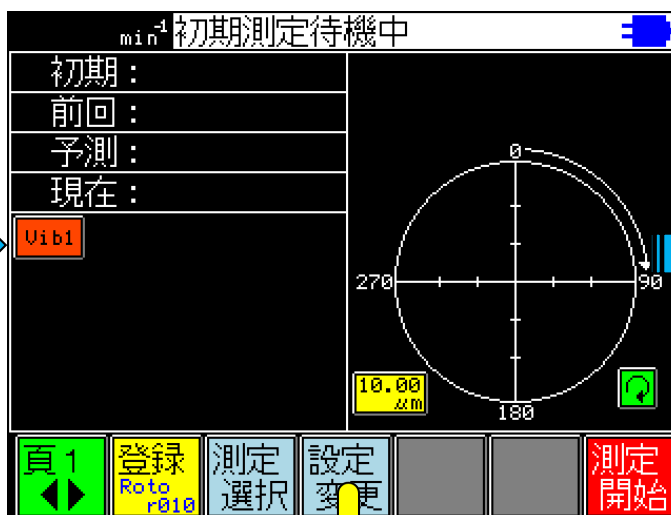 min⁻¹ 初期測定待機中
初期：
前回：
予測：
現在：
Vib1
0
270
90
180
10.00
μm
頁1
登録
Roto
r010
測定
選択
設定
変更
測定
開始